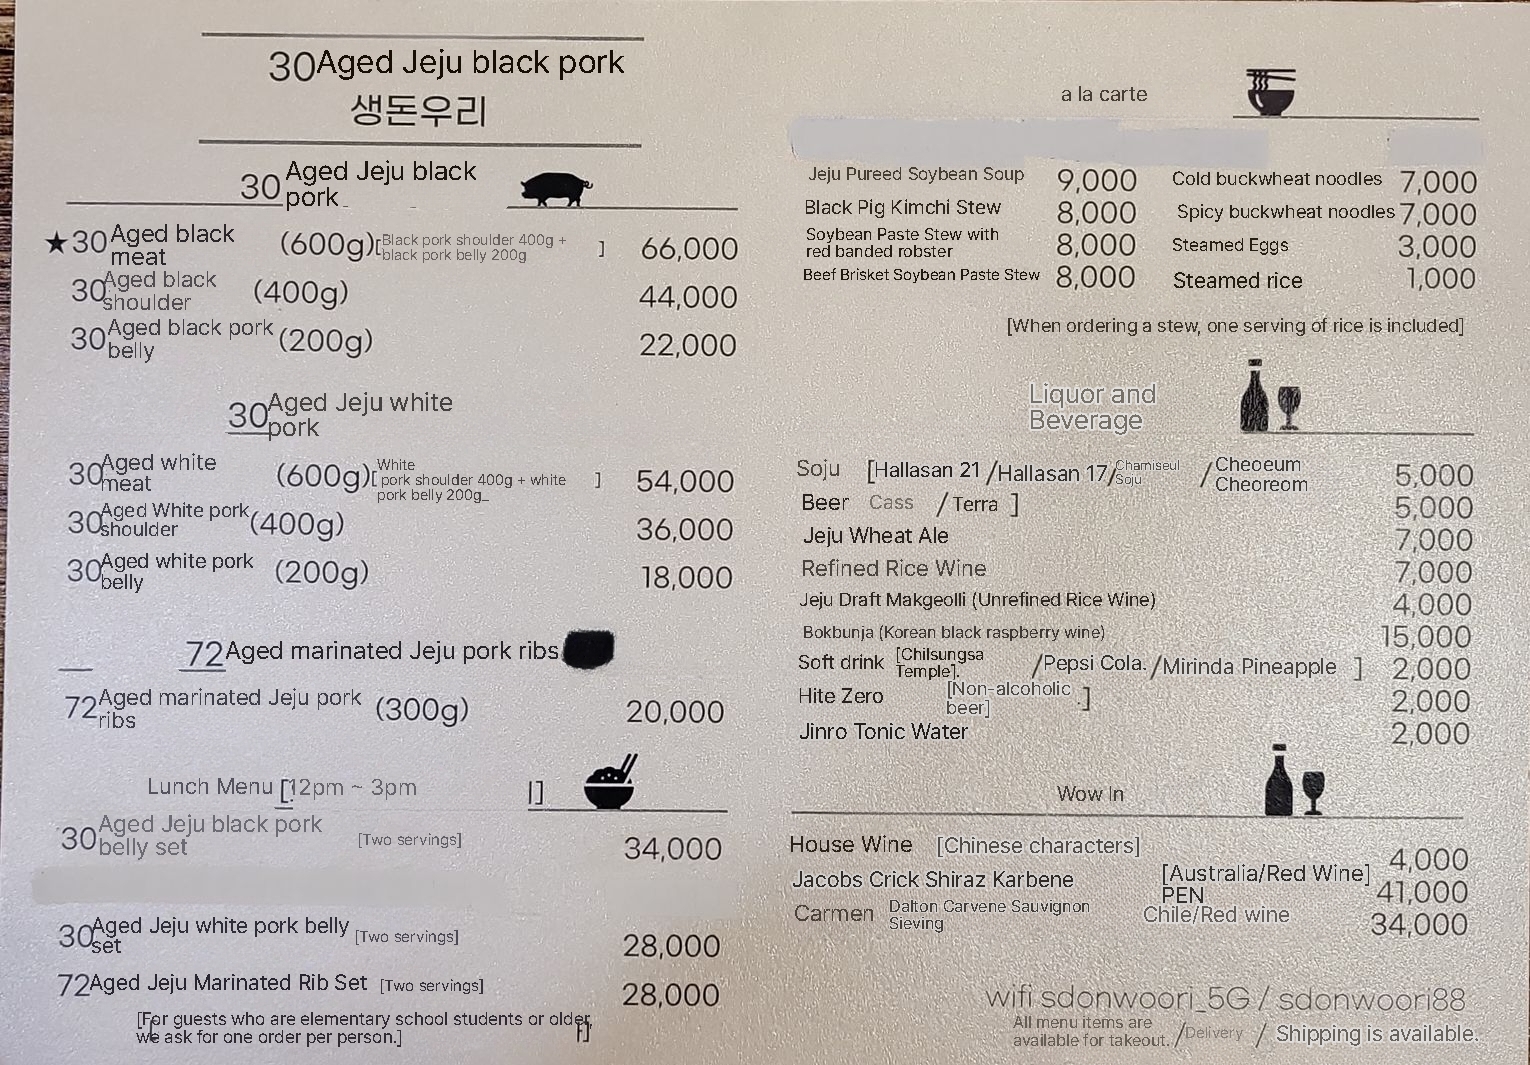 30Aged Jeju black pork
생돈우리
30 Aged Jeju black
pork
★30 Aged black
meat (600g)[Black pork shoulder 400g +
black pork belly 200g ] 66,000
30 Aged black
shoulder (400g) 44,000
30 Aged black pork
belly (200g) 22,000
30 Aged Jeju white
pork
30 Aged white
meat (600g)[White
pork shoulder 400g + white
pork belly 200g_ ] 54,000
30 Aged White pork
shoulder (400g) 36,000
30 Aged white pork
belly (200g) 18,000
72 Aged marinated Jeju pork ribs
72 Aged marinated Jeju pork
ribs (300g) 20,000
Lunch Menu [12pm ~ 3pm ]
30 Aged Jeju black pork
belly set [Two servings] 34,000
30 Aged Jeju white pork belly
set [Two servings] 28,000
72 Aged Jeju Marinated Rib Set [Two servings] 28,000
[For guests who are elementary school students or older,
we ask for one order per person.]
a la carte
Jeju Pureed Soybean Soup 9,000
Black Pig Kimchi Stew 8,000
Soybean Paste Stew with
red banded robster 8,000
Beef Brisket Soybean Paste Stew 8,000
Cold buckwheat noodles 7,000
Spicy buckwheat noodles 7,000
Steamed Eggs 3,000
Steamed rice 1,000
[When ordering a stew, one serving of rice is included]
Liquor and
Beverage
Soju [Hallasan 21 /Hallasan 17/Chamiseul
Soju /Cheoeum
Cheoreom 5,000
Beer Cass / Terra ] 5,000
Jeju Wheat Ale 7,000
Refined Rice Wine 7,000
Jeju Draft Makgeolli (Unrefined Rice Wine) 4,000
Bokbunja (Korean black raspberry wine) 15,000
Soft drink [Chilsungsa
Temple]. /Pepsi Cola. /Mirinda Pineapple ] 2,000
Hite Zero [Non-alcoholic
beer] .] 2,000
Jinro Tonic Water 2,000
Wow In
House Wine [Chinese characters] 4,000
Jacobs Crick Shiraz Karbene [Australia/Red Wine]
PEN 41,000
Carmen Dalton Carvene Sauvignon
Sieving Chile/Red wine 34,000
wifi sdonwoori_5G / sdonwoori88
All menu items are
available for takeout. / Delivery / Shipping is available.